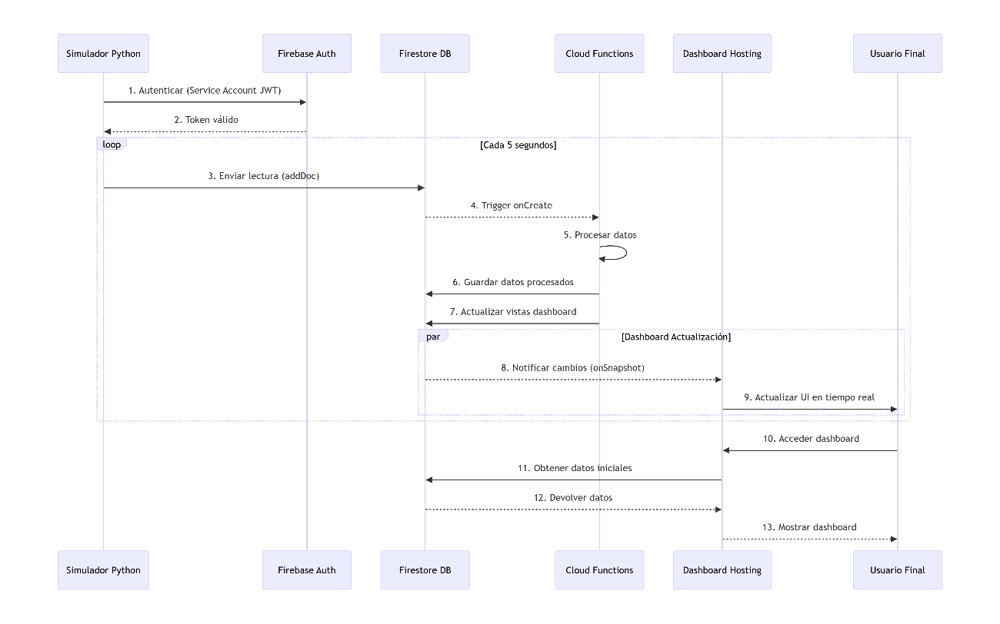 Simulador Python
Firebase Auth
Firestore DB
Cloud Functions
Dashboard Hosting
Usuario Final
1. Autenticar (Service Account JWT)
2. Token válido
loop
[Cada 5 segundos]
3. Enviar lectura (addDoc)
4. Trigger onCreate
5. Procesar datos
6. Guardar datos procesados
7. Actualizar vistas dashboard
par
[Dashboard Actualización]
8. Notificar cambios (onSnapshot)
9. Actualizar UI en tiempo real
10. Acceder dashboard
11. Obtener datos iniciales
12. Devolver datos
13. Mostrar dashboard
Simulador Python
Firebase Auth
Firestore DB
Cloud Functions
Dashboard Hosting
Usuario Final